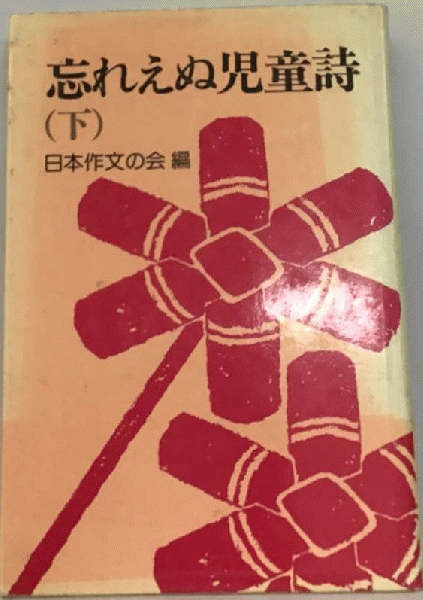 忘れえぬ児童詩
(下)
日本作文の会 編